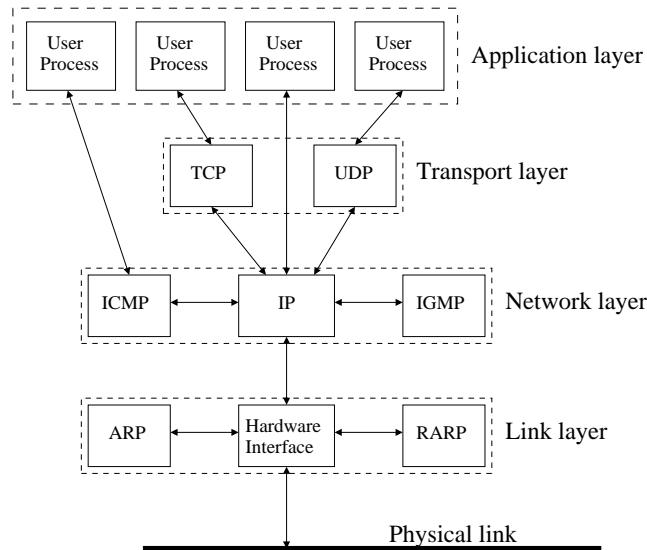 User
Process
User
Process
User
Process
User
Process
Application layer
TCP
UDP
Transport layer
ICMP
IP
IGMP
Network layer
ARP
Hardware
Interface
RARP
Link layer
Physical link